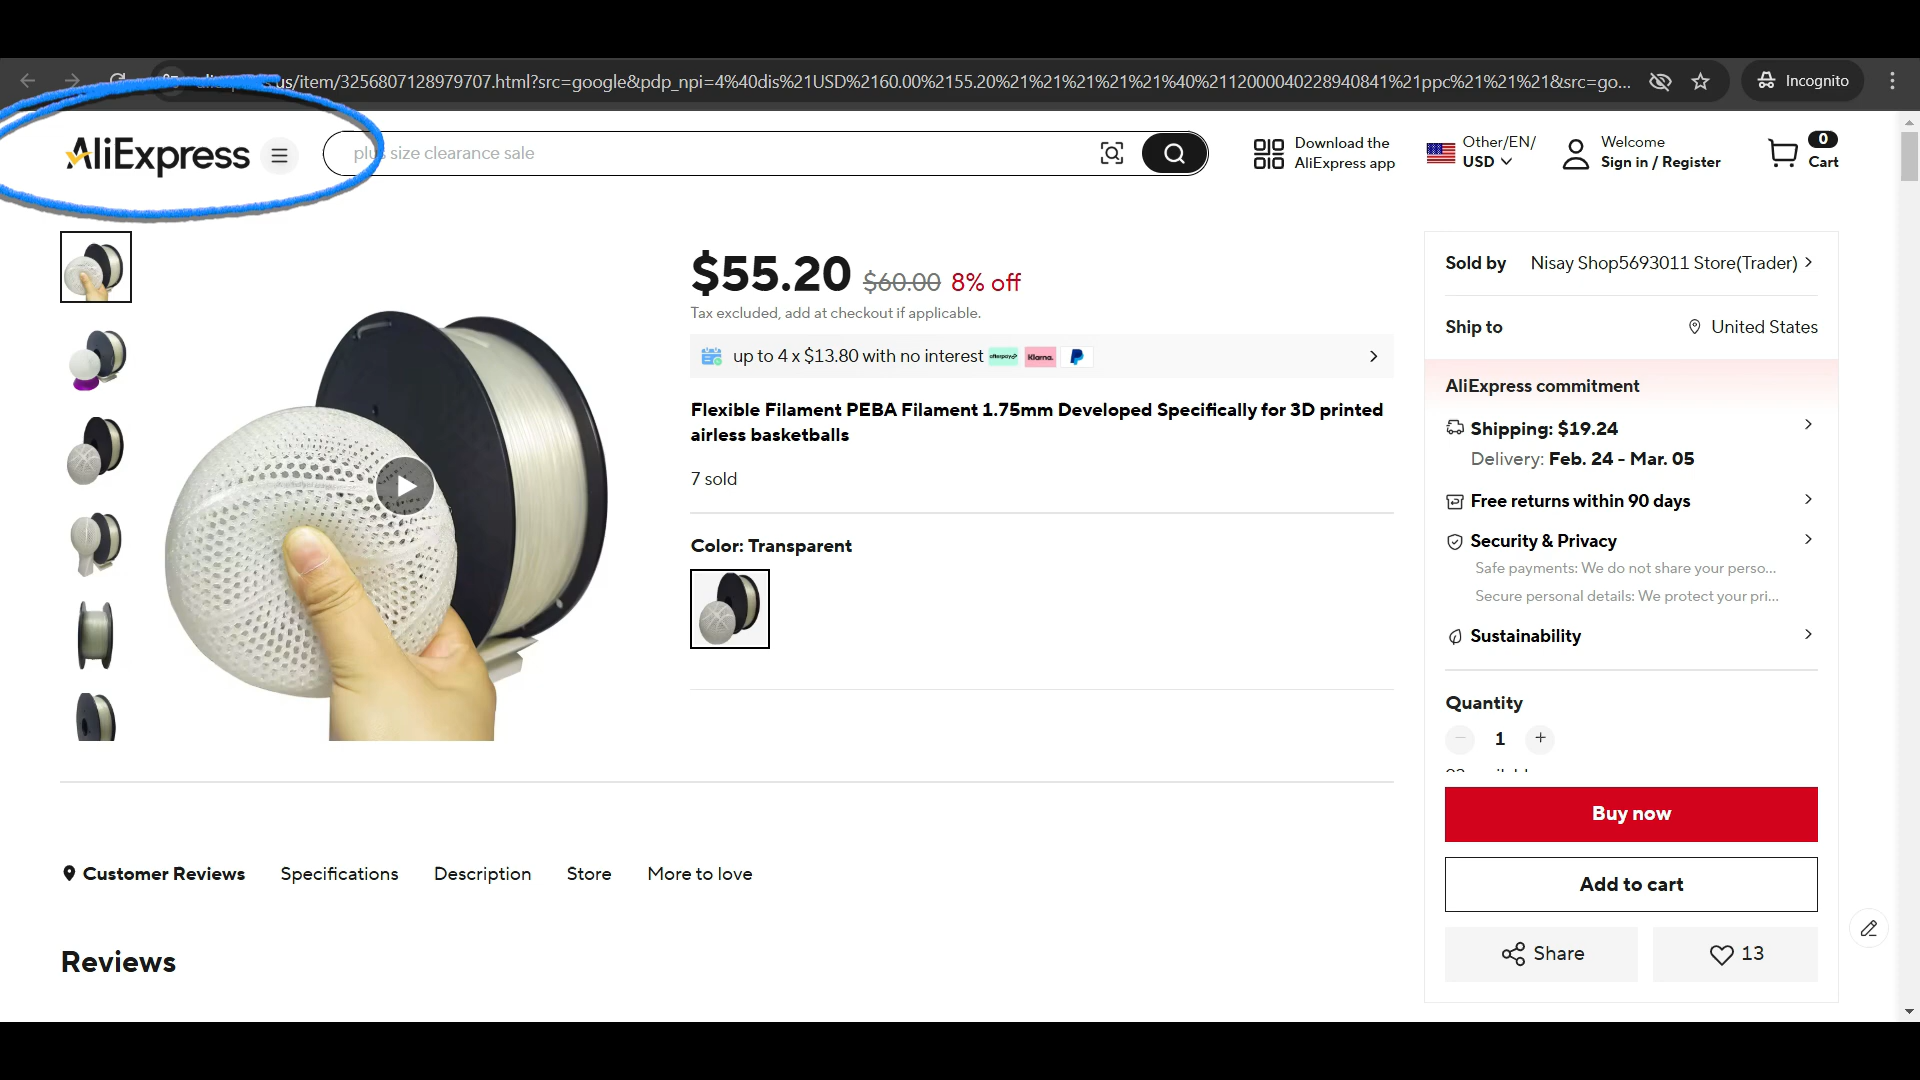 us/item/3256807128979707.html?src=google&pdp_npi=4%40dis%21USD%2160.00%2155.20%21%21%21%21%21%40%2112000040228940841%21ppc%21%21%21&src=go...
Incognito
AliExpress
plus size clearance sale
Download the
AliExpress app
Other/EN/
USD
Welcome
Sign in / Register
0
Cart
$55.20 $60.00 8% off
Tax excluded, add at checkout if applicable.
up to 4 x $13.80 with no interest afterpay Klarna.
Flexible Filament PEBA Filament 1.75mm Developed Specifically for 3D printed
airless basketballs
7 sold
Color: Transparent
Sold by Nisay Shop5693011 Store(Trader)
Ship to United States
AliExpress commitment
Shipping: $19.24
Delivery: Feb. 24 - Mar. 05
Free returns within 90 days
Security & Privacy
Safe payments: We do not share your perso...
Secure personal details: We protect your pri...
Sustainability
Quantity
1
Buy now
Add to cart
Share
13
Customer Reviews
Specifications
Description
Store
More to love
Reviews